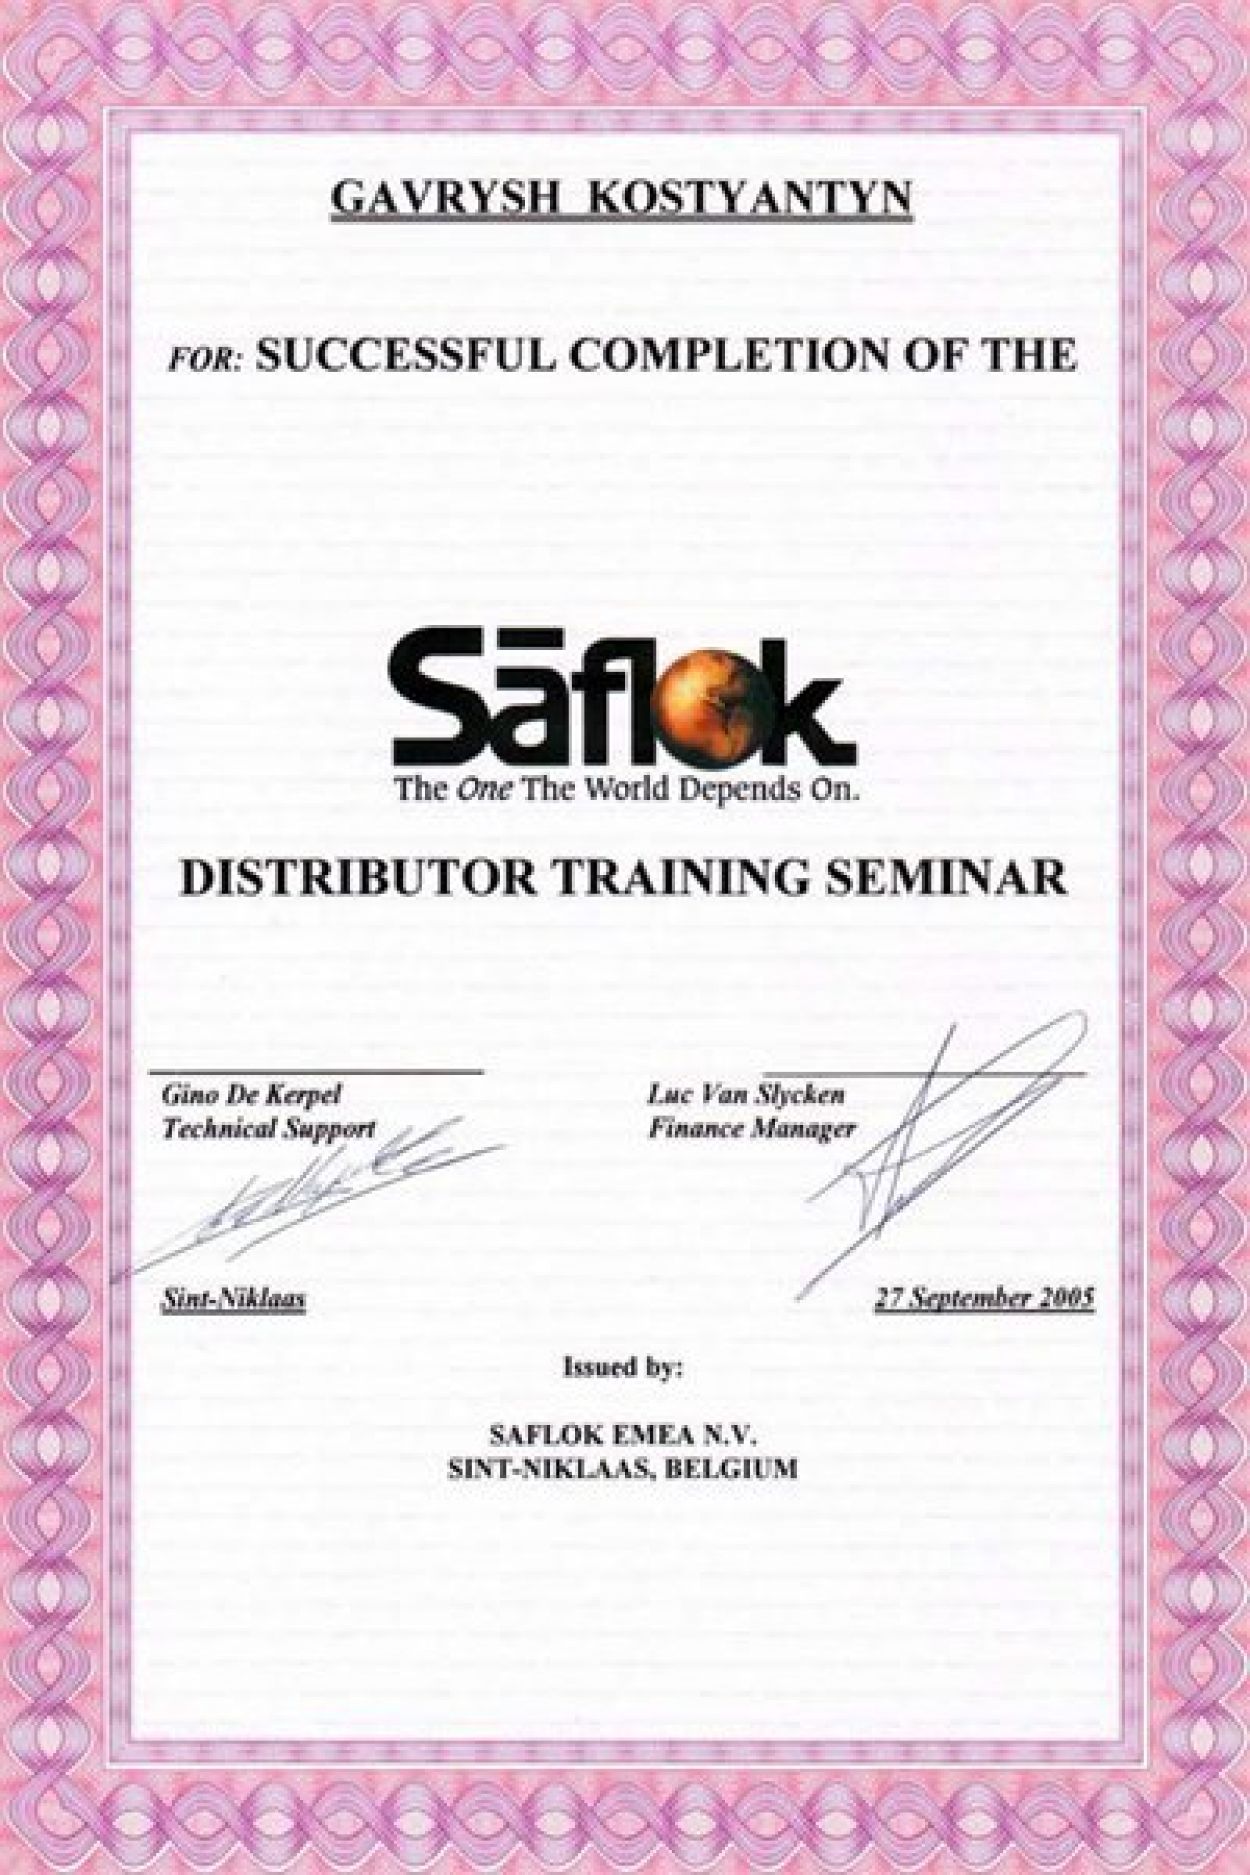 GAVRYSH KOSTYANTYN
FOR: SUCCESSFUL COMPLETION OF THE
Sāflok
The One The World Depends On.
DISTRIBUTOR TRAINING SEMINAR
Gino De Kerpel
Technical Support
Luc Van Slycken
Finance Manager
Sint-Niklaas
27 September 2005
Issued by:
SAFLOK EMEA N.V.
SINT-NIKLAAS, BELGIUM